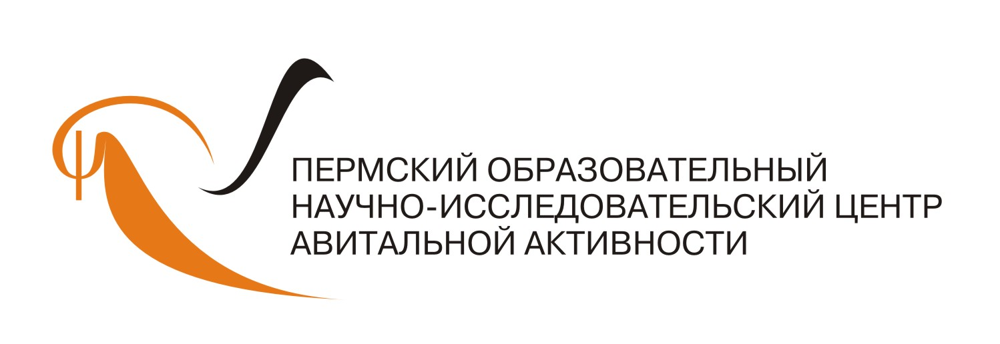 ПЕРМСКИЙ ОБРАЗОВАТЕЛЬНЫЙ
НАУЧНО-ИССЛЕДОВАТЕЛЬСКИЙ ЦЕНТР
АВИТАЛЬНОЙ АКТИВНОСТИ